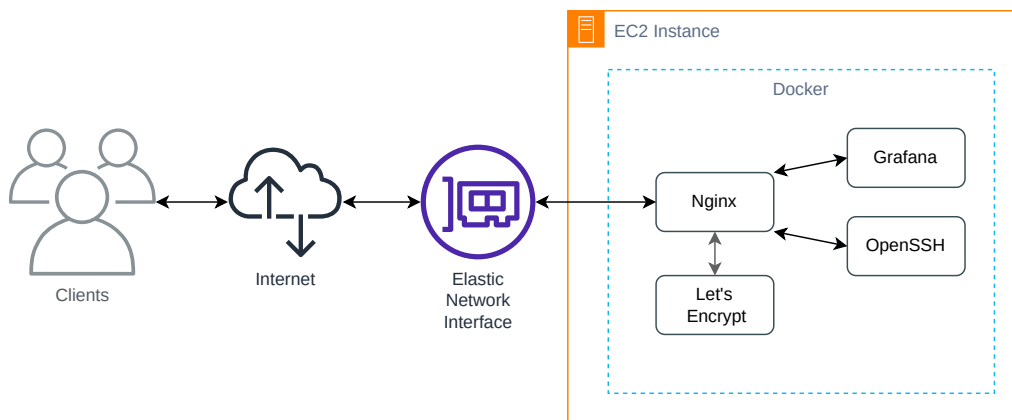 EC2 Instance
Docker
Grafana
Nginx
OpenSSH
Let's
Encrypt
Clients
Internet
Elastic
Network
Interface